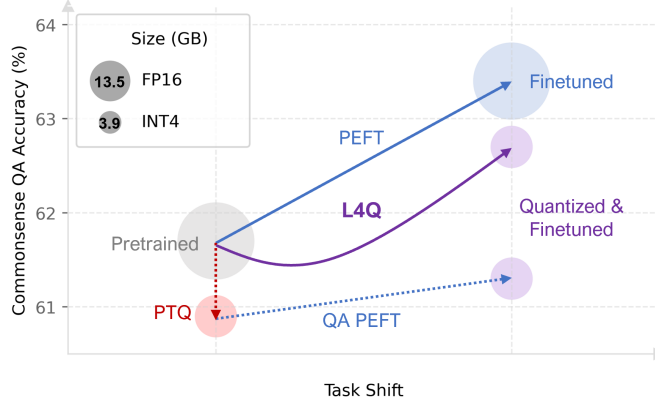 64
63
62
61
Commonsense QA Accuracy (%)
Size (GB)
13.5 FP16
3.9 INT4
Finetuned
PEFT
L4Q
Quantized &
Finetuned
Pretrained
PTQ
QA PEFT
Task Shift